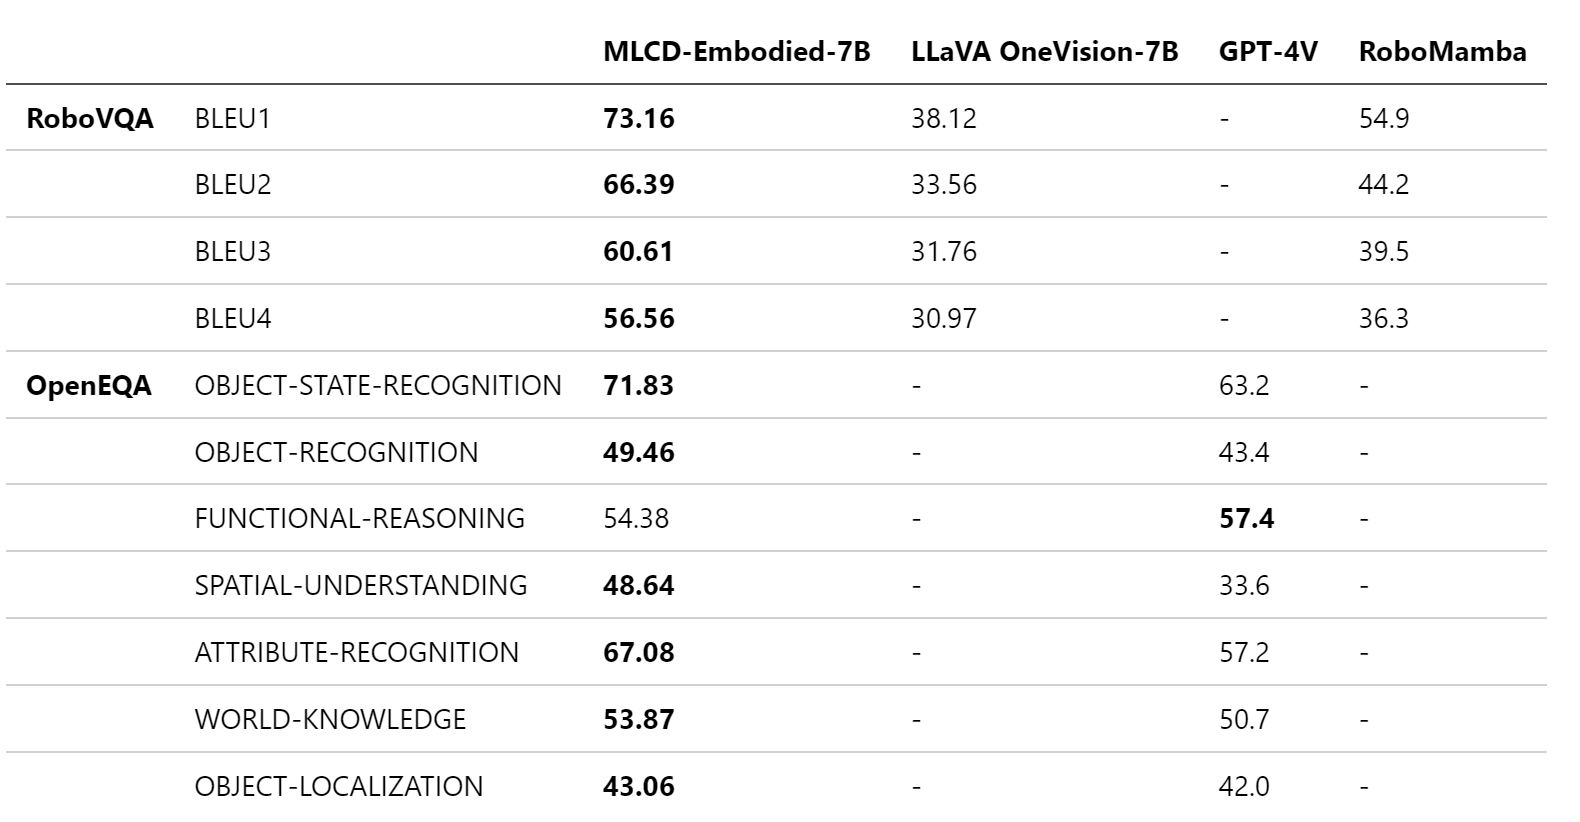 MLCD-Embodied-7B LLaVA OneVision-7B GPT-4V RoboMamba
RoboVQA BLEU1 73.16 38.12 - 54.9
BLEU2 66.39 33.56 - 44.2
BLEU3 60.61 31.76 - 39.5
BLEU4 56.56 30.97 - 36.3
OpenEQA OBJECT-STATE-RECOGNITION 71.83 - 63.2 -
OBJECT-RECOGNITION 49.46 - 43.4 -
FUNCTIONAL-REASONING 54.38 - 57.4 -
SPATIAL-UNDERSTANDING 48.64 - 33.6 -
ATTRIBUTE-RECOGNITION 67.08 - 57.2 -
WORLD-KNOWLEDGE 53.87 - 50.7 -
OBJECT-LOCALIZATION 43.06 - 42.0 -